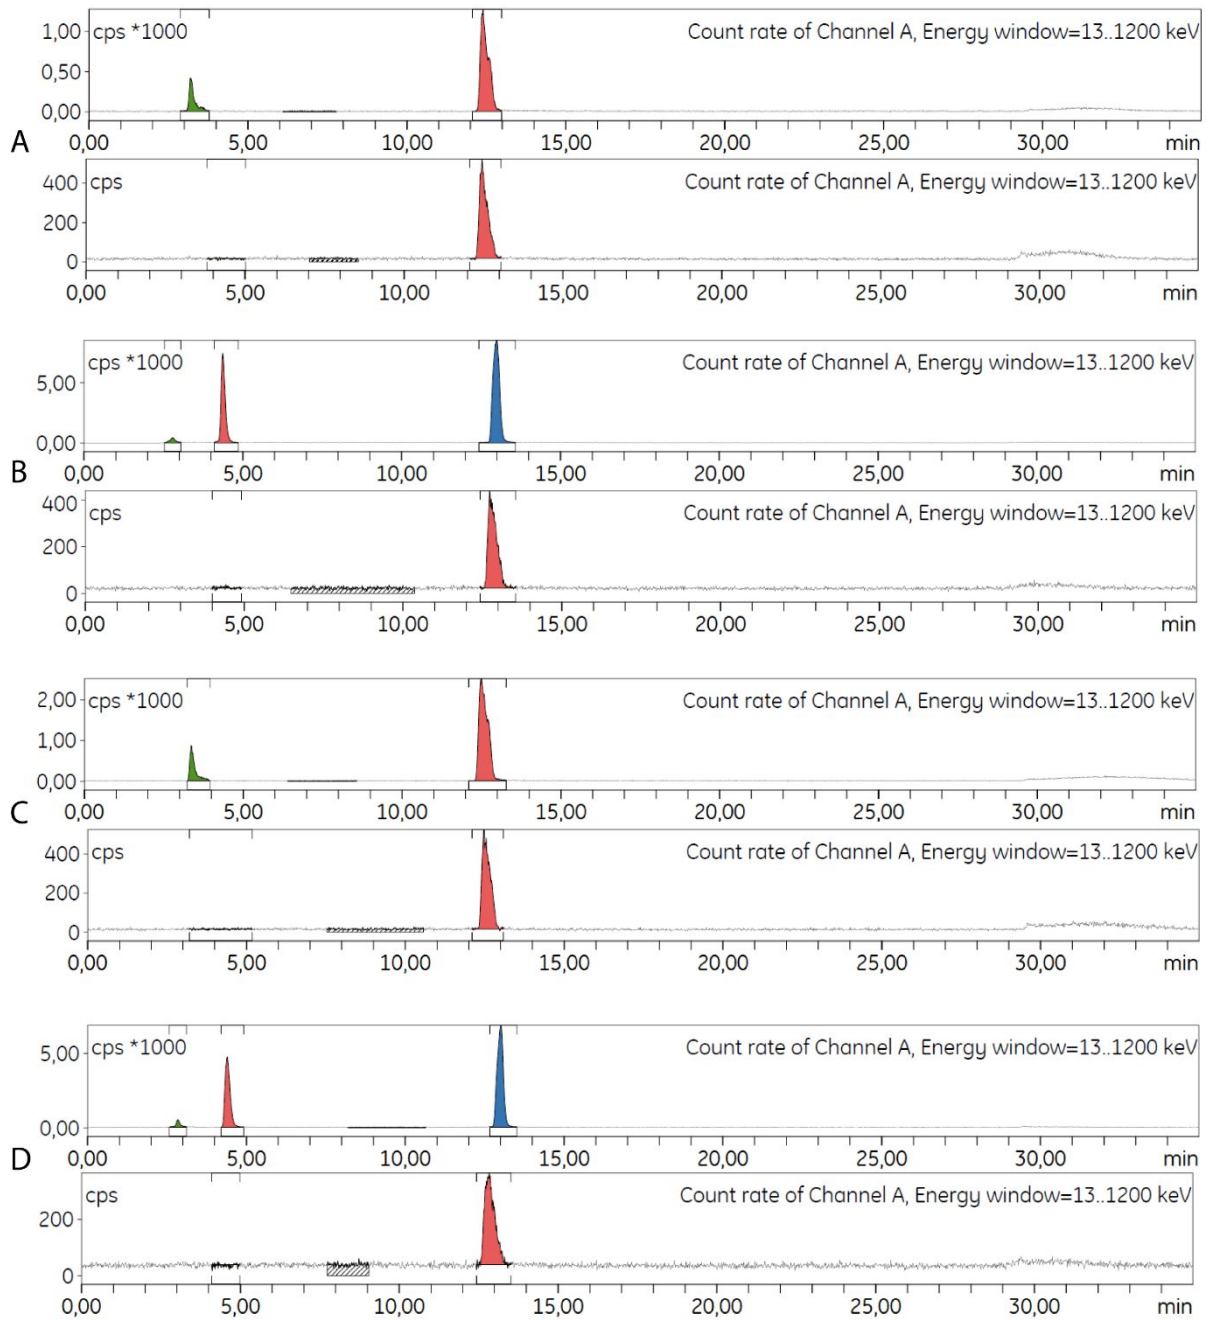 cps *1000 Count rate of Channel A, Energy window=13..1200 keV
1,00
0,50
0,00
0,00 5,00 10,00 15,00 20,00 25,00 30,00 min
A
cps Count rate of Channel A, Energy window=13..1200 keV
400
200
0
0,00 5,00 10,00 15,00 20,00 25,00 30,00 min
cps *1000 Count rate of Channel A, Energy window=13..1200 keV
5,00
0,00
0,00 5,00 10,00 15,00 20,00 25,00 30,00 min
B
400
cps Count rate of Channel A, Energy window=13..1200 keV
200
0
0,00 5,00 10,00 15,00 20,00 25,00 30,00 min
2,00 cps *1000 Count rate of Channel A, Energy window=13..1200 keV
1,00
0,00
0,00 5,00 10,00 15,00 20,00 25,00 30,00 min
C
400 cps Count rate of Channel A, Energy window=13..1200 keV
200
0
0,00 5,00 10,00 15,00 20,00 25,00 30,00 min
5,00 cps *1000 Count rate of Channel A, Energy window=13..1200 keV
0,00
0,00 5,00 10,00 15,00 20,00 25,00 30,00 min
D
cps Count rate of Channel A, Energy window=13..1200 keV
200
0
0,00 5,00 10,00 15,00 20,00 25,00 30,00 min